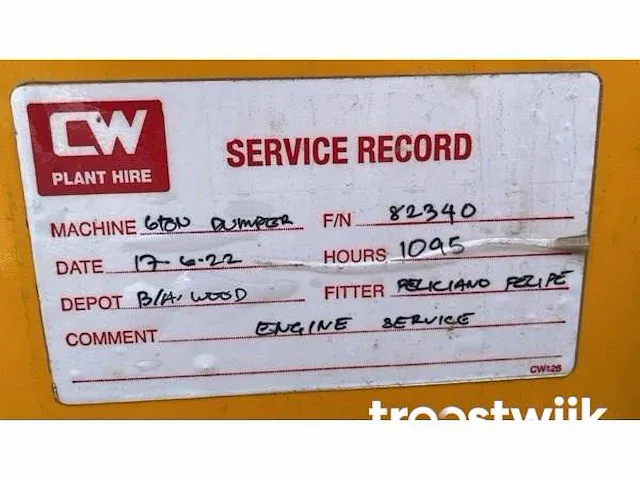 CW
PLANT HIRE
SERVICE RECORD
MACHINE 6TON DUMPER F/N 82340
DATE 17-6-22 HOURS 1095
DEPOT B/A. WOOD FITTER FELICIANO FELIPE
COMMENT ENGINE SERVICE
CW126
troostwijk